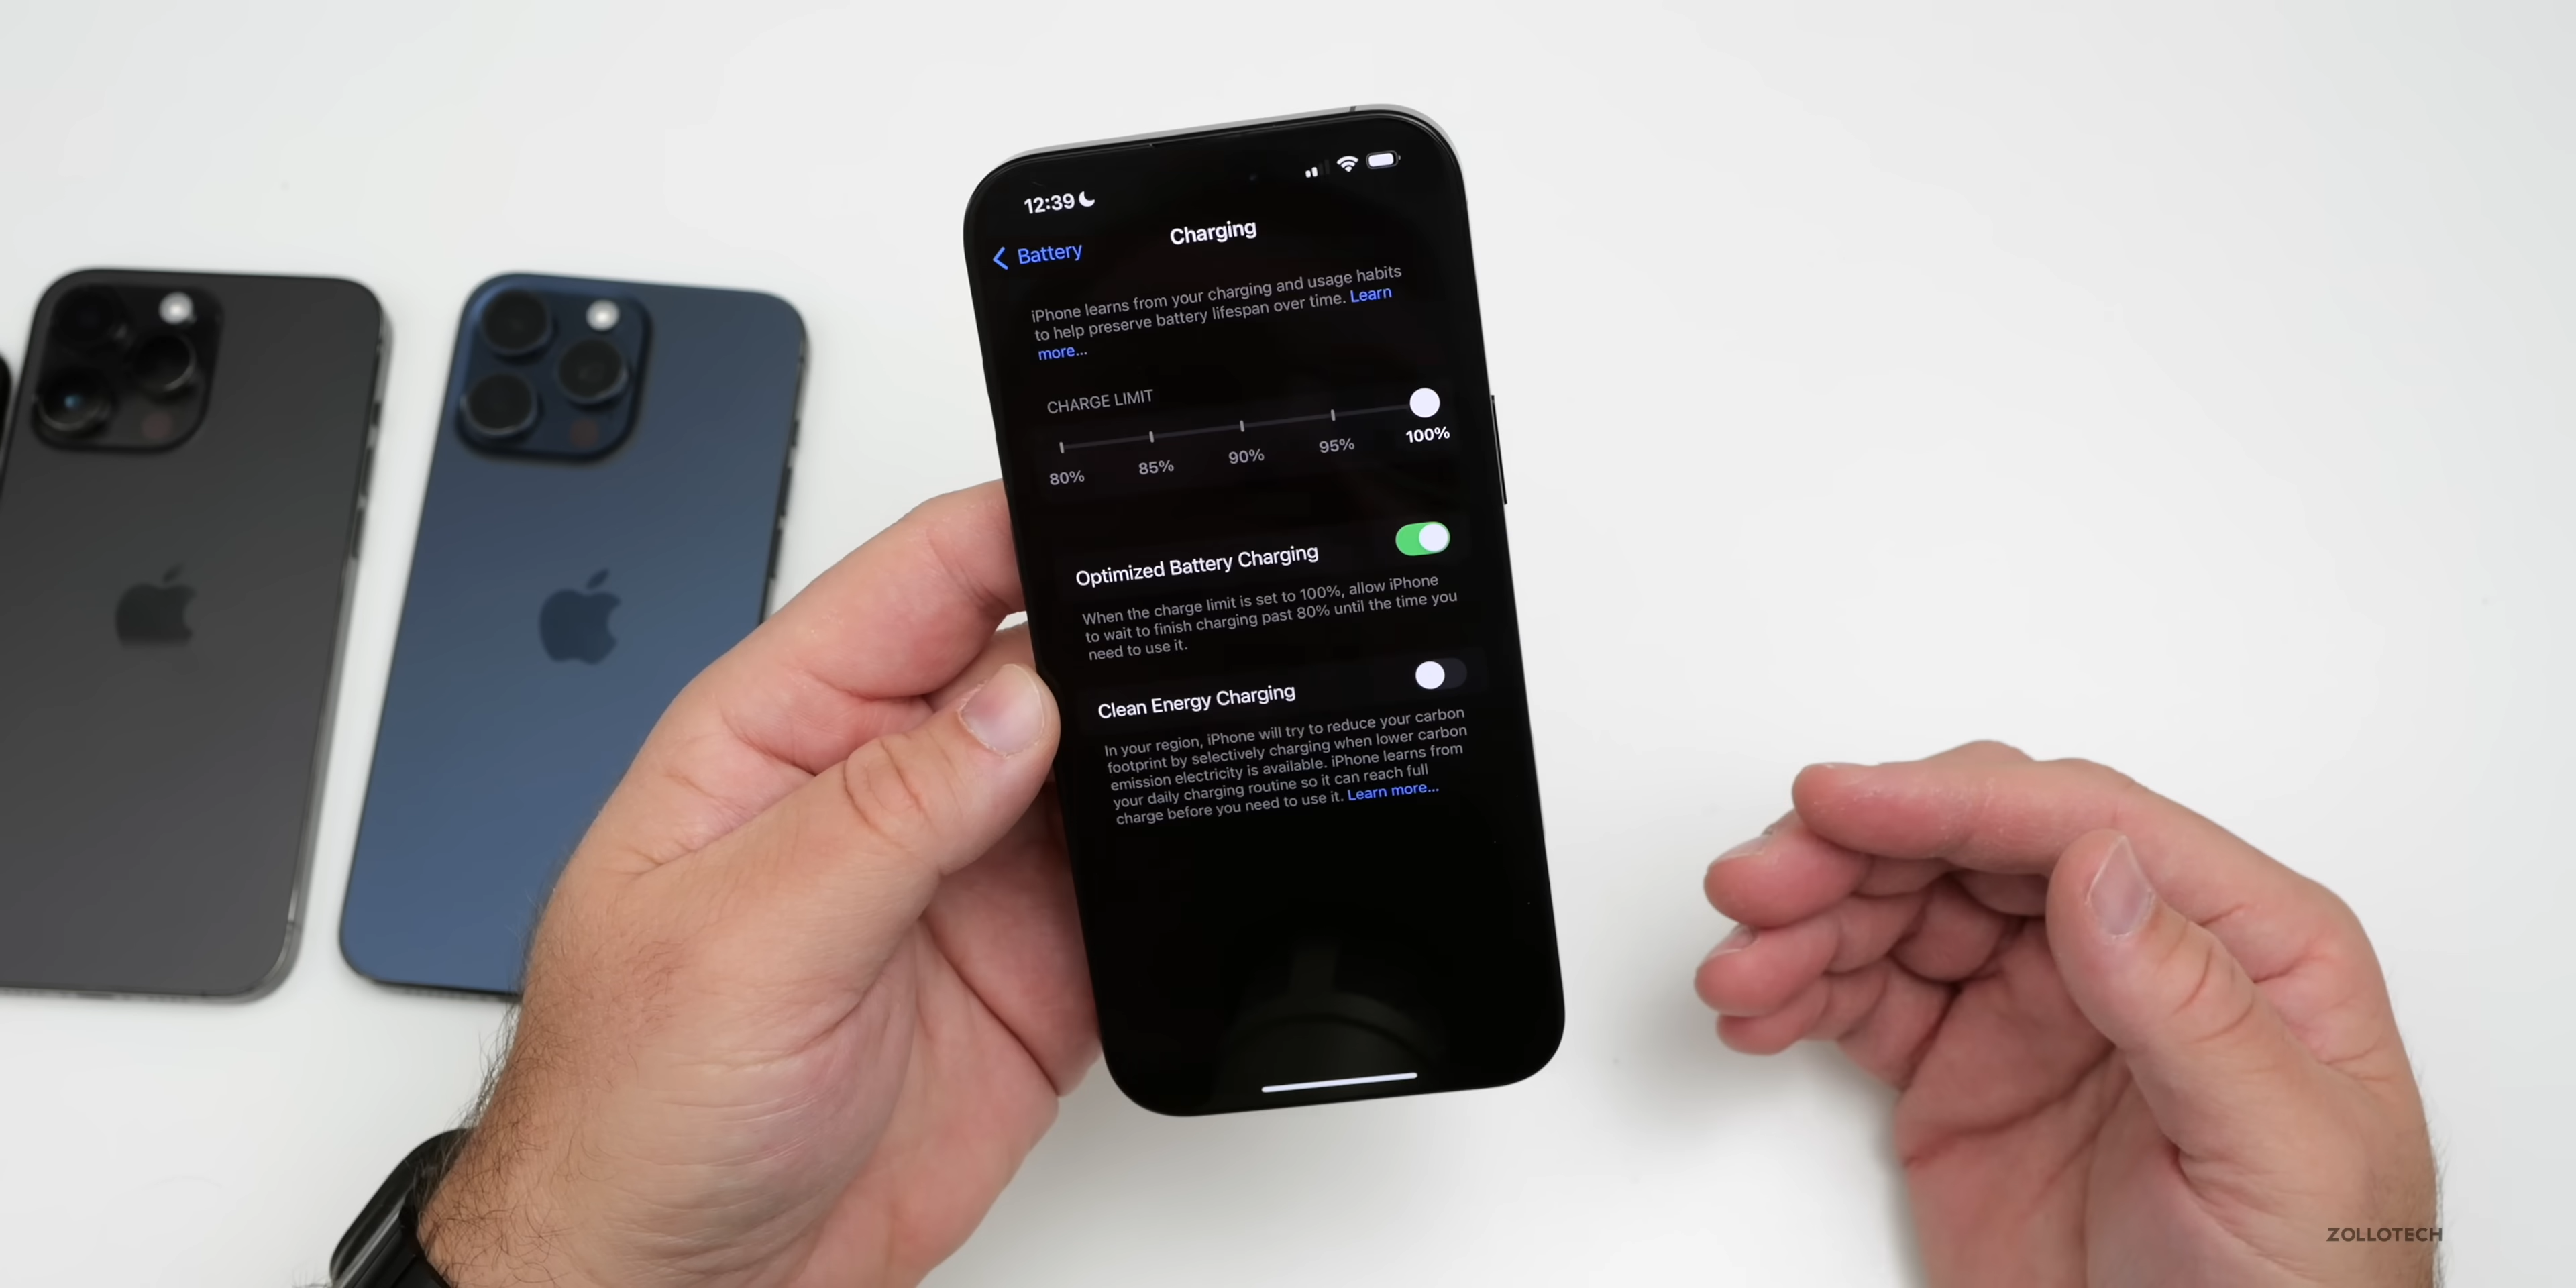 12:39
Battery
Charging
iPhone learns from your charging and usage habits
to help preserve battery lifespan over time. Learn
more...
CHARGE LIMIT
80% 85% 90% 95% 100%
Optimized Battery Charging
When the charge limit is set to 100%, allow iPhone
to wait to finish charging past 80% until the time you
need to use it.
Clean Energy Charging
In your region, iPhone will try to reduce your carbon
footprint by selectively charging when lower carbon
emission electricity is available. iPhone learns from
your daily charging routine so it can reach full
charge before you need to use it. Learn more...
ZOLLOTECH